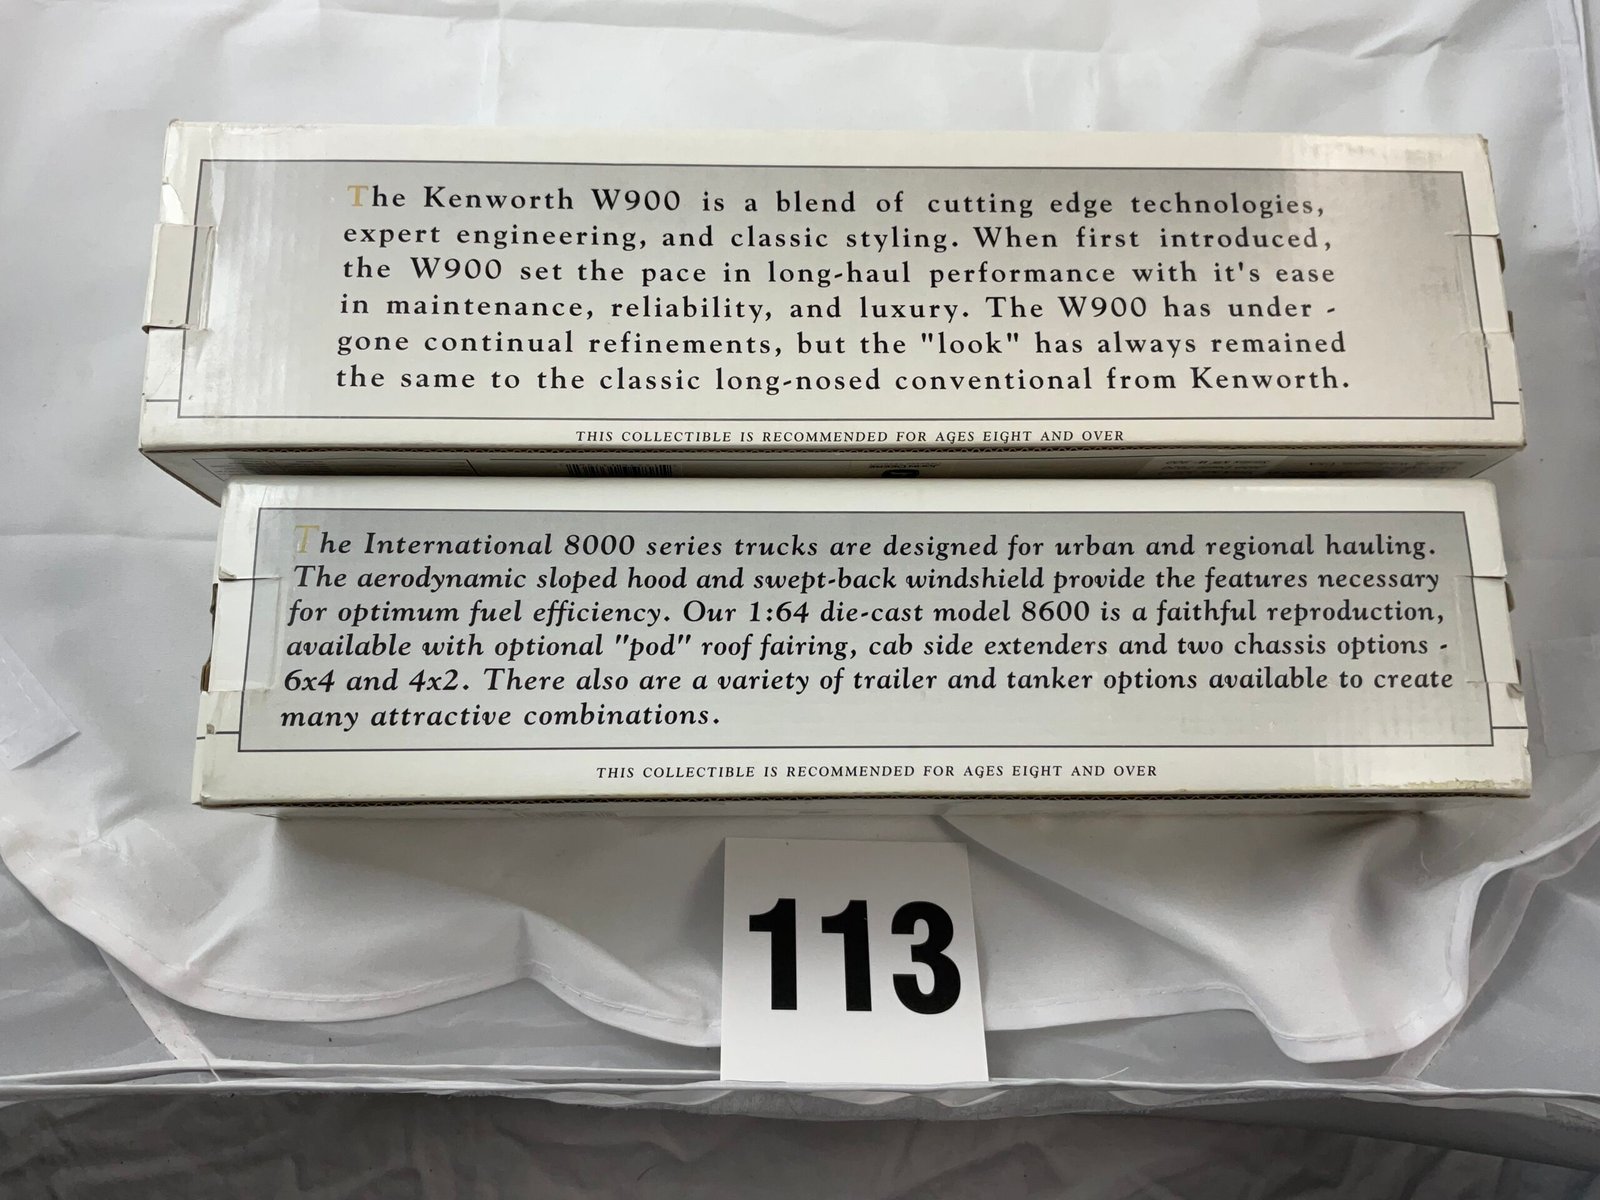 The Kenworth W900 is a blend of cutting edge technologies,
expert engineering, and classic styling. When first introduced,
the W900 set the pace in long-haul performance with it's ease
in maintenance, reliability, and luxury. The W900 has under -
gone continual refinements, but the "look" has always remained
the same to the classic long-nosed conventional from Kenworth.
THIS COLLECTIBLE IS RECOMMENDED FOR AGES EIGHT AND OVER
The International 8000 series trucks are designed for urban and regional hauling.
The aerodynamic sloped hood and swept-back windshield provide the features necessary
for optimum fuel efficiency. Our 1:64 die-cast model 8600 is a faithful reproduction,
available with optional "pod" roof fairing, cab side extenders and two chassis options -
6x4 and 4x2. There also are a variety of trailer and tanker options available to create
many attractive combinations.
THIS COLLECTIBLE IS RECOMMENDED FOR AGES EIGHT AND OVER
113